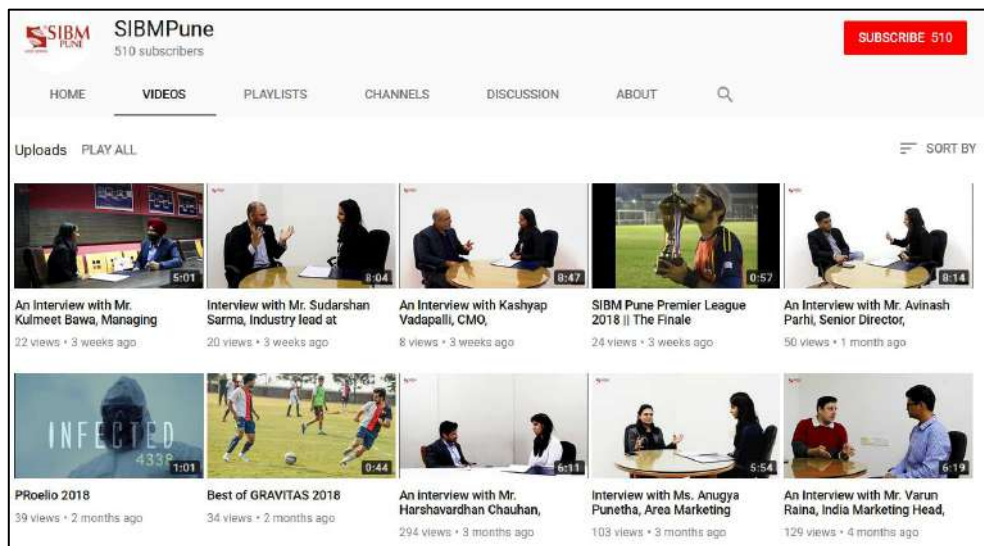 SIBM
PUNE
SIBMPune
510 subscribers
SUBSCRIBE 510
HOME VIDEOS PLAYLISTS CHANNELS DISCUSSION ABOUT
Uploads PLAY ALL SORT BY
5:01 8:04 8:47 0:57 8:14
An Interview with Mr. Kulmeet Bawa, Managing
22 views • 3 weeks ago
Interview with Mr. Sudarshan Sarma, Industry lead at
20 views • 3 weeks ago
An Interview with Kashyap Vadapalli, CMO,
8 views • 3 weeks ago
SIBM Pune Premier League 2018 || The Finale
24 views • 3 weeks ago
An Interview with Mr. Avinash Parhi, Senior Director,
50 views • 1 month ago
INFECTED
4338
1:01 0:44 6:11 5:54 6:19
PRoelio 2018
39 views • 2 months ago
Best of GRAVITAS 2018
34 views • 2 months ago
An interview with Mr. Harshavardhan Chauhan,
294 views • 3 months ago
Interview with Ms. Anugya Punetha, Area Marketing
103 views • 3 months ago
An Interview with Mr. Varun Raina, India Marketing Head,
129 views • 4 months ago